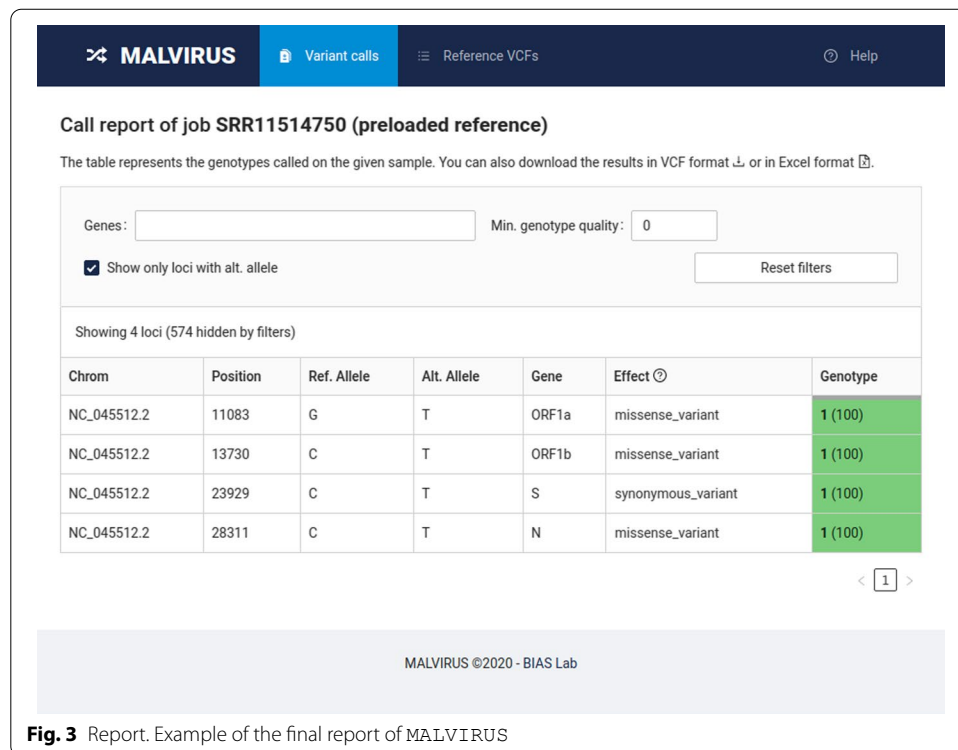 MALVIRUS Variant calls Reference VCFs Help
Call report of job SRR11514750 (preloaded reference)
The table represents the genotypes called on the given sample. You can also download the results in VCF format or in Excel format .
Genes: Min. genotype quality: 0
Show only loci with alt. allele Reset filters
Showing 4 loci (574 hidden by filters)
Chrom Position Ref. Allele Alt. Allele Gene Effect Genotype
NC_045512.2 11083 G T ORF1a missense_variant 1 (100)
NC_045512.2 13730 C T ORF1b missense_variant 1 (100)
NC_045512.2 23929 C T S synonymous_variant 1 (100)
NC_045512.2 28311 C T N missense_variant 1 (100)
< 1 >
MALVIRUS ©2020 - BIAS Lab
Fig. 3 Report. Example of the final report of MALVIRUS